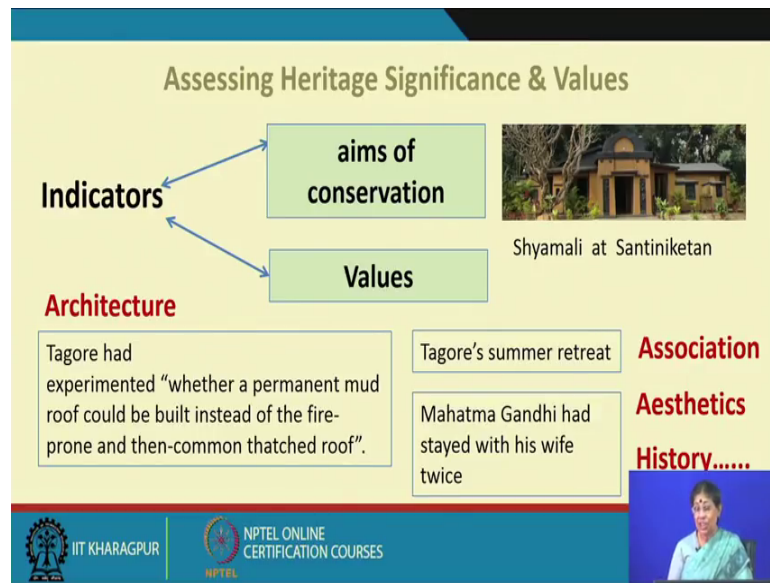 Assessing Heritage Significance & Values
Indicators
aims of
conservation
Values
Shyamali at Santiniketan
Architecture
Tagore had
experimented “whether a permanent mud
roof could be built instead of the fire-
prone and then-common thatched roof”.
Tagore’s summer retreat
Mahatma Gandhi had
stayed with his wife
twice
Association
Aesthetics
History......
IIT KHARAGPUR
NPTEL
NPTEL ONLINE
CERTIFICATION COURSES